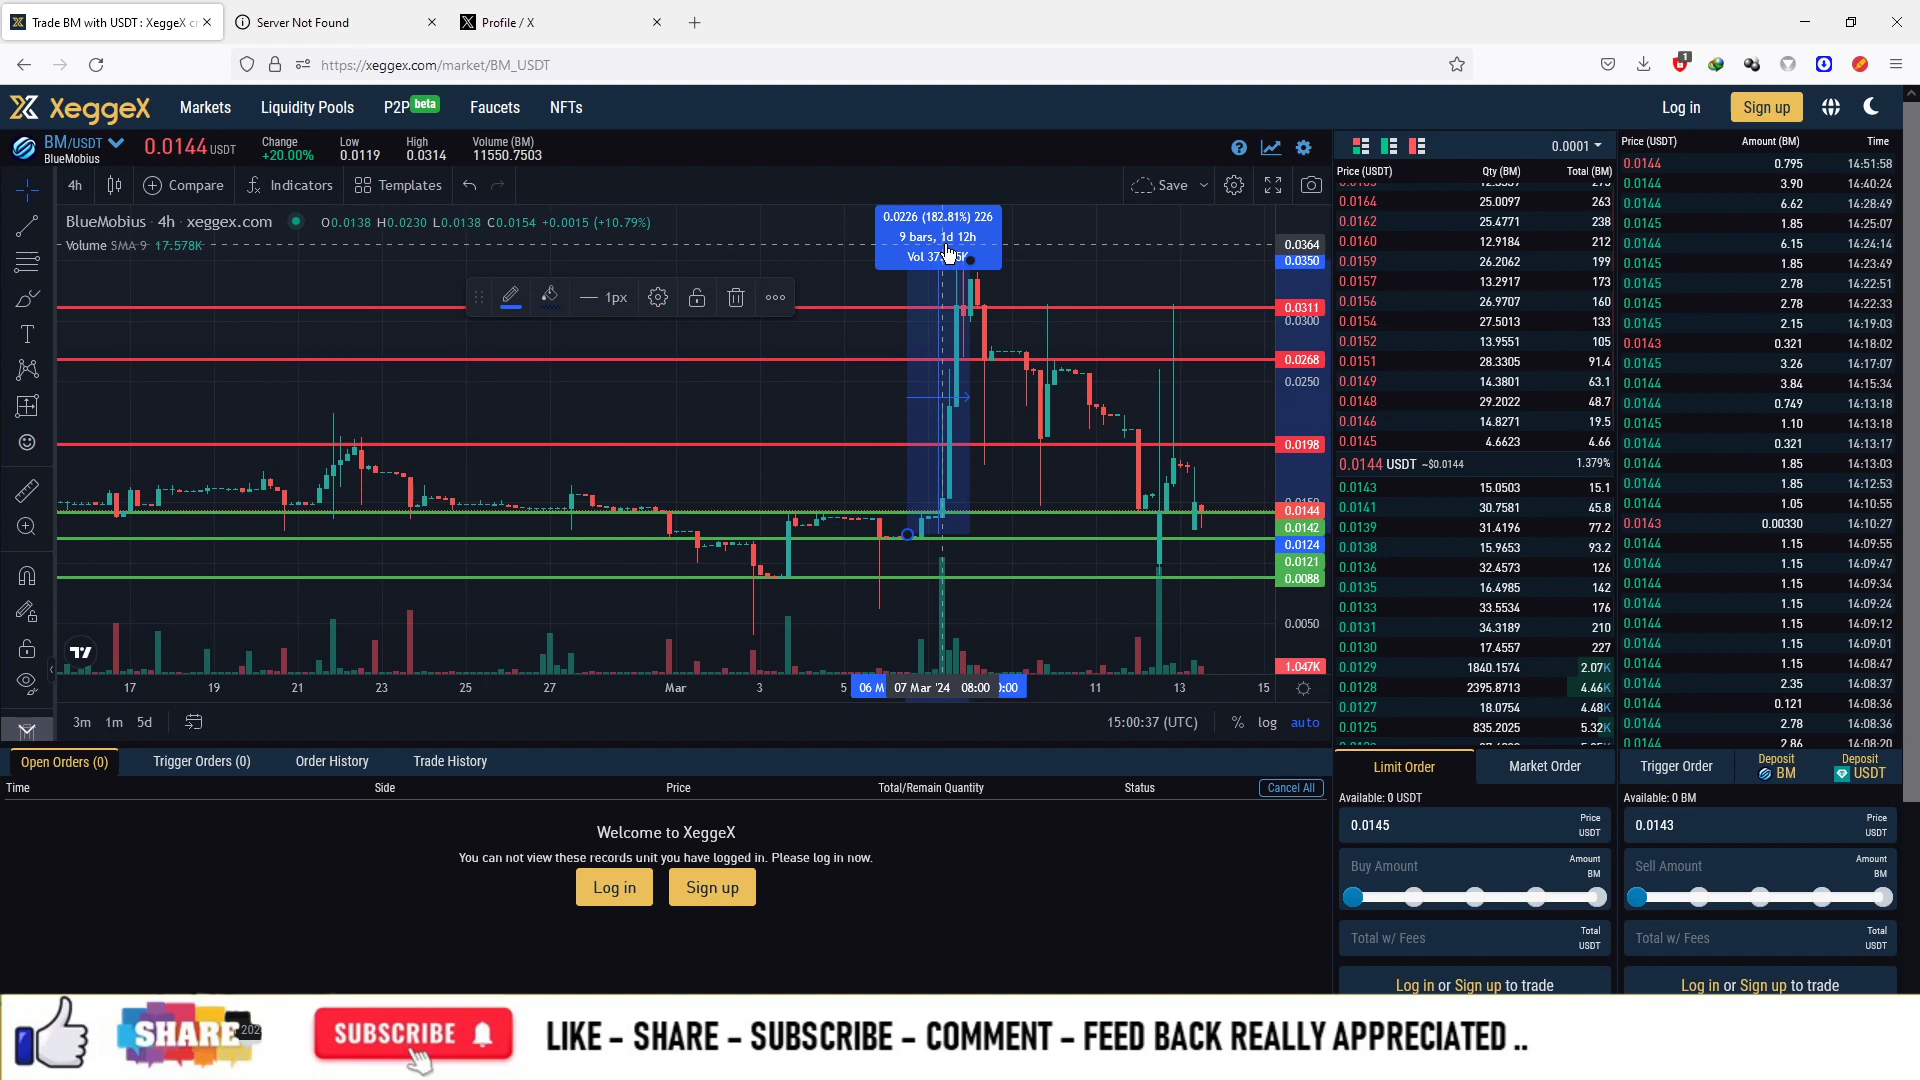 Trade BM with USDT : XeggeX cr
Server Not Found
Profile / X
https://xeggex.com/market/BM_USDT
1
XeggeX
Markets
Liquidity Pools
P2P beta
Faucets
NFTs
Log in
Sign up
BM/USDT
BlueMobius
0.0144 USDT
Change
+20.00%
Low
0.0119
High
0.0314
Volume (BM)
11550.7503
4h
Compare
Indicators
Templates
Save
BlueMobius · 4h · xeggex.com
O0.0138 H0.0230 L0.0138 C0.0154 +0.0015 (+10.79%)
Volume SMA 9 17.578K
0.0226 (182.81%) 226
9 bars, 1d 12h
1px
0.0364
0.0350
0.0311
0.0300
0.0268
0.0250
0.0198
0.0144
0.0142
0.0124
0.0121
0.0088
0.0050
1.047K
17 19 21 23 25 27 Mar 3 5 06 M 07 Mar '24 08:00 11 13 15
3m 1m 5d
15:00:37 (UTC)
% log auto
0.0001
Price (USDT) Qty (BM) Total (BM)
0.0164 25.0097 263
0.0162 25.4771 238
0.0160 12.9184 212
0.0159 26.2062 199
0.0157 13.2917 173
0.0156 26.9707 160
0.0154 27.5013 133
0.0152 13.9551 105
0.0151 28.3305 91.4
0.0149 14.3801 63.1
0.0148 29.2022 48.7
0.0146 14.8271 19.5
0.0145 4.6623 4.66
0.0144 USDT ~$0.0144 1.379%
0.0143 15.0503 15.1
0.0141 30.7581 45.8
0.0139 31.4196 77.2
0.0138 15.9653 93.2
0.0136 32.4573 126
0.0135 16.4985 142
0.0133 33.5534 176
0.0131 34.3189 210
0.0130 17.4557 227
0.0129 1840.1574 2.07K
0.0128 2395.8713 4.46K
0.0127 18.0754 4.48K
0.0125 835.2025 5.32K
Price (USDT) Amount (BM) Time
0.0144 0.795 14:51:58
0.0144 3.90 14:40:24
0.0144 6.62 14:28:49
0.0145 1.85 14:25:07
0.0144 6.15 14:24:14
0.0145 1.85 14:23:49
0.0145 2.78 14:22:51
0.0145 2.78 14:22:33
0.0145 2.15 14:19:03
0.0143 0.321 14:18:02
0.0145 3.26 14:17:07
0.0144 3.84 14:15:34
0.0144 0.749 14:13:18
0.0145 1.10 14:13:18
0.0144 0.321 14:13:17
0.0144 1.85 14:13:03
0.0144 1.85 14:12:53
0.0144 1.05 14:10:55
0.0143 0.00330 14:10:27
0.0144 1.15 14:09:55
0.0144 1.15 14:09:47
0.0144 1.15 14:09:34
0.0144 1.15 14:09:24
0.0144 1.15 14:09:12
0.0144 1.15 14:09:01
0.0144 1.15 14:08:47
0.0144 2.35 14:08:37
0.0144 0.121 14:08:36
0.0144 2.78 14:08:36
0.0144 2.86 14:08:20
Open Orders (0)
Trigger Orders (0)
Order History
Trade History
Time Side Price Total/Remain Quantity Status Cancel All
Welcome to XeggeX
You can not view these records unit you have logged in. Please log in now.
Log in
Sign up
Limit Order
Market Order
Trigger Order
Deposit
BM
Deposit
USDT
Available: 0 USDT
0.0145 Price
USDT
Buy Amount Amount
BM
Total w/ Fees Total
USDT
Log in or Sign up to trade
Available: 0 BM
0.0143 Price
USDT
Sell Amount Amount
BM
Total w/ Fees Total
USDT
Log in or Sign up to trade
SHARE
SUBSCRIBE
LIKE – SHARE – SUBSCRIBE – COMMENT – FEED BACK REALLY APPRECIATED ..